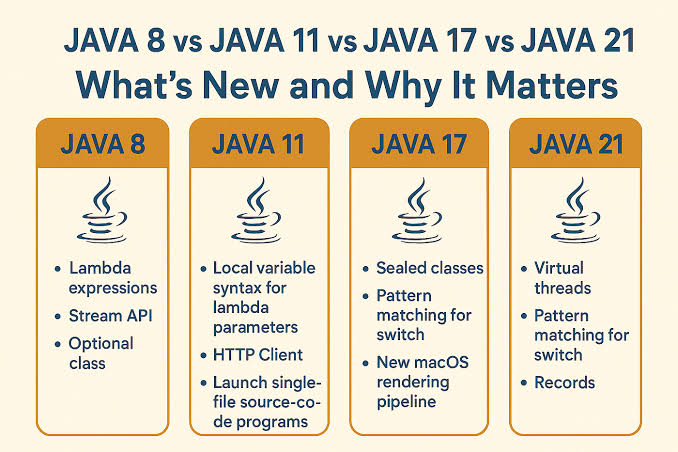 JAVA 8 vs JAVA 11 vs JAVA 17 vs JAVA 21
What's New and Why It Matters
JAVA 8
• Lambda
expressions
• Stream API
• Optional
class
JAVA 11
• Local variable
syntax for
lambda
parameters
• HTTP Client
• Launch single-
file source-co-
de programs
JAVA 17
• Sealed classes
• Pattern
matching for
switch
• New macOS
rendering
pipeline
JAVA 21
• Virtual
threads
• Pattern
matching for
switch
• Records